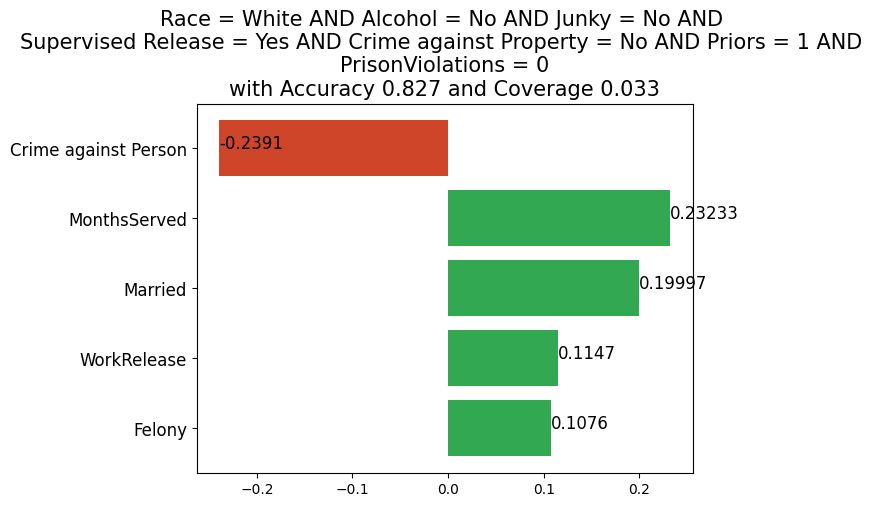 Race = White AND Alcohol = No AND Junky = No AND
Supervised Release = Yes AND Crime against Property = No AND Priors = 1 AND
PrisonViolations = 0
with Accuracy 0.827 and Coverage 0.033
Crime against Person
-0.2391
MonthsServed
0.23233
Married
0.19997
WorkRelease
0.1147
Felony
0.1076
−0.2 −0.1 0.0 0.1 0.2